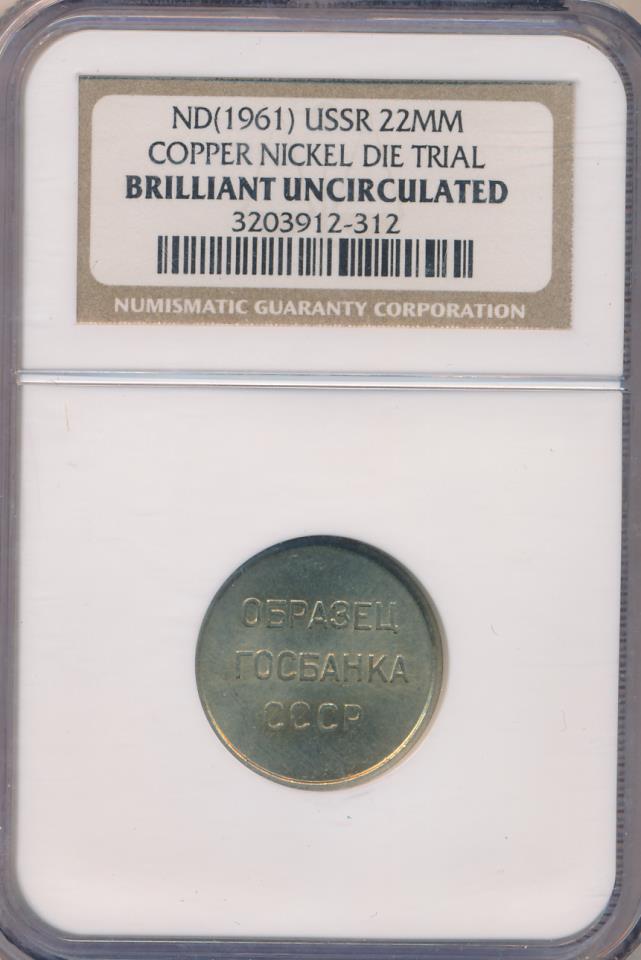 ND(1961) USSR 22MM
COPPER NICKEL DIE TRIAL
BRILLIANT UNCIRCULATED
3203912-312
NUMISMATIC GUARANTY CORPORATION
ОБРАЗЕЦ
ГОСБАНКА
СССР